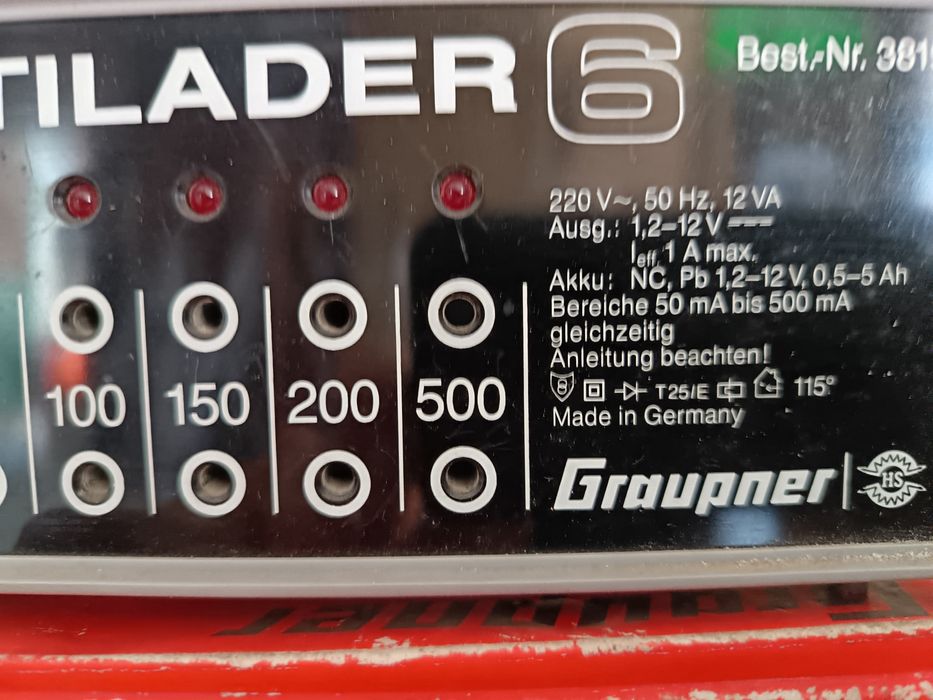 TILADER 6
Best.-Nr. 381
220 V~, 50 Hz, 12 VA
Ausg.: 1,2–12 V ⎓
Ieff 1 A max.
Akku: NC, Pb 1,2–12 V, 0,5–5 Ah
Bereiche 50 mA bis 500 mA
gleichzeitig
Anleitung beachten!
T25/E 115°
Made in Germany
100 150 200 500
Graupner HS
Graupner